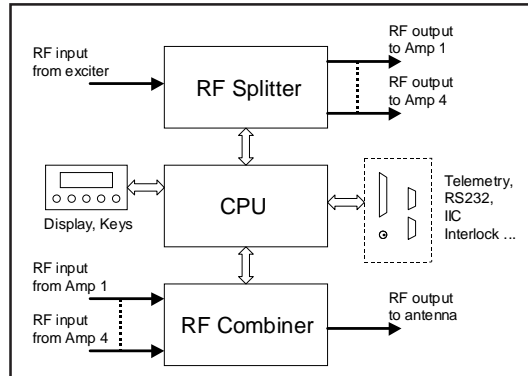 RF input
from exciter
RF Splitter
RF output
to Amp 1
RF output
to Amp 4
Display, Keys
CPU
Telemetry,
RS232,
IIC
Interlock ...
RF input
from Amp 1
RF input
from Amp 4
RF Combiner
RF output
to antenna